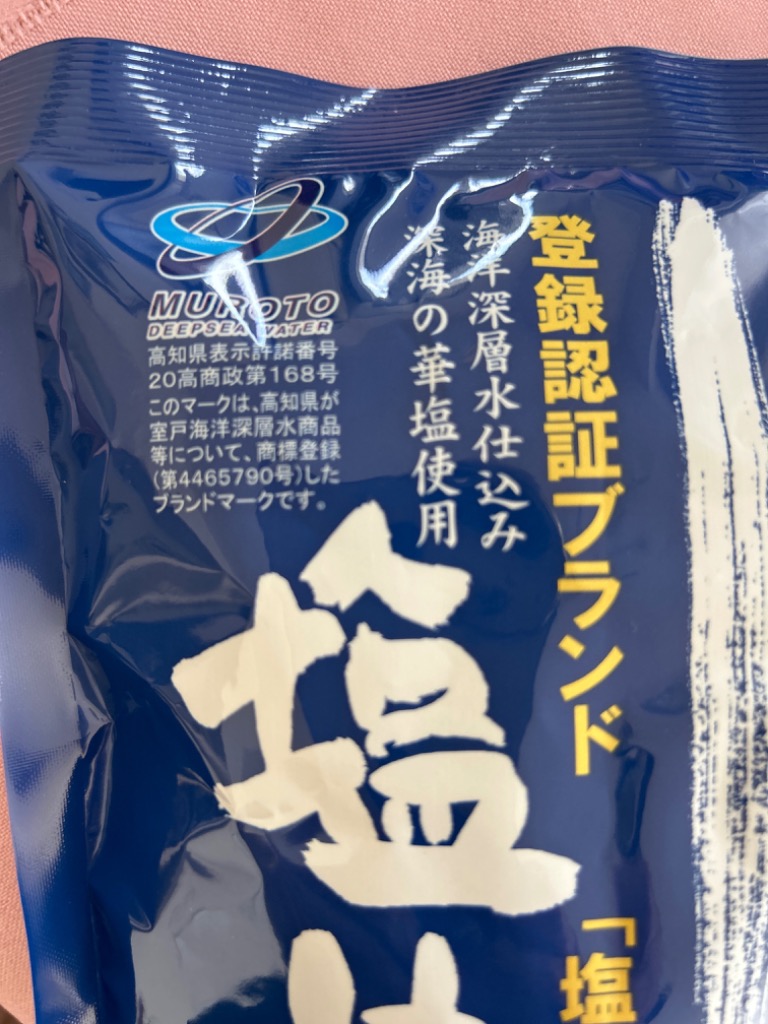 登録認証ブランド
海洋深層水仕込み
深海の華塩使用
MUROTO
DEEPSEA WATER
高知県表示許諾番号
20高商政第168号
このマークは、高知県が
室戸海洋深層水商品
等について、商標登録
(第4465790号)した
ブランドマークです。
塩
「塩